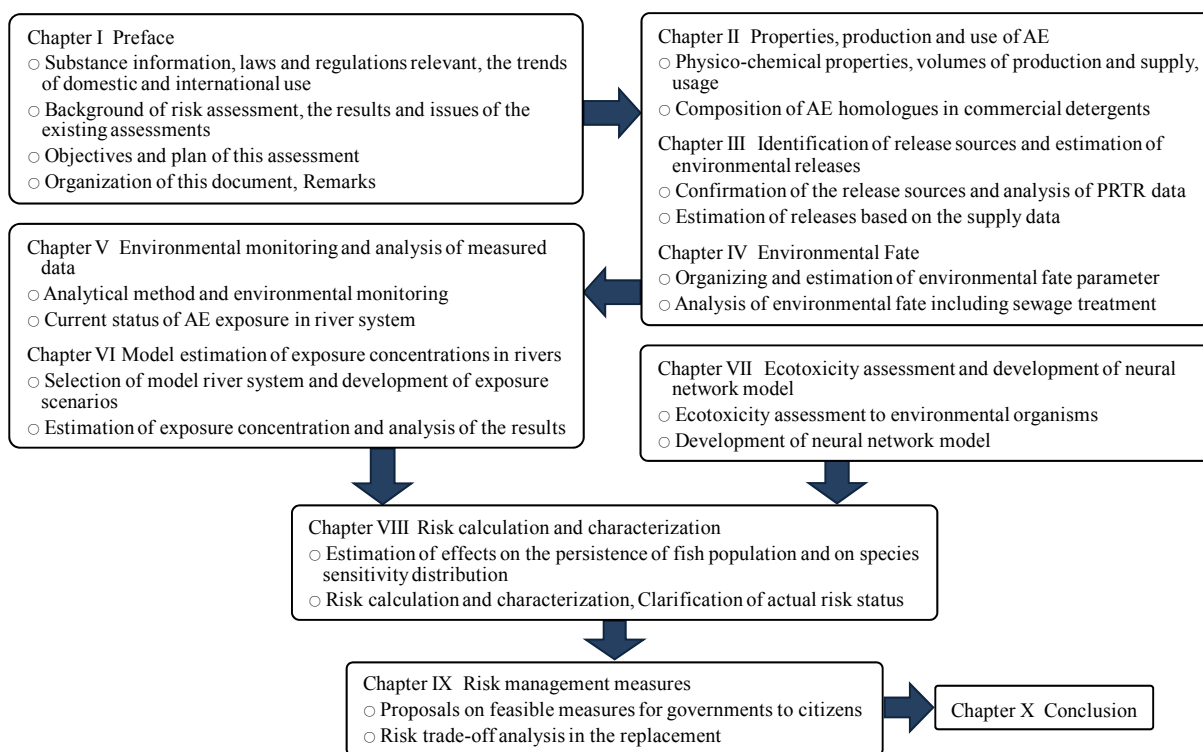 Chapter I Preface
○ Substance information, laws and regulations relevant, the trends
of domestic and international use
○ Background of risk assessment, the results and issues of the
existing assessments
○ Objectives and plan of this assessment
○ Organization of this document, Remarks
Chapter II Properties, production and use of AE
○ Physico-chemical properties, volumes of production and supply,
usage
○ Composition of AE homologues in commercial detergents
Chapter III Identification of release sources and estimation of
environmental releases
○ Confirmation of the release sources and analysis of PRTR data
○ Estimation of releases based on the supply data
Chapter IV Environmental Fate
○ Organizing and estimation of environmental fate parameter
○ Analysis of environmental fate including sewage treatment
Chapter V Environmental monitoring and analysis of measured
data
○ Analytical method and environmental monitoring
○ Current status of AE exposure in river system
Chapter VI Model estimation of exposure concentrations in rivers
○ Selection of model river system and development of exposure
scenarios
○ Estimation of exposure concentration and analysis of the results
Chapter VII Ecotoxicity assessment and development of neural
network model
○ Ecotoxicity assessment to environmental organisms
○ Development of neural network model
Chapter VIII Risk calculation and characterization
○ Estimation of effects on the persistence of fish population and on species
sensitivity distribution
○ Risk calculation and characterization, Clarification of actual risk status
Chapter IX Risk management measures
○ Proposals on feasible measures for governments to citizens
○ Risk trade-off analysis in the replacement
Chapter X Conclusion